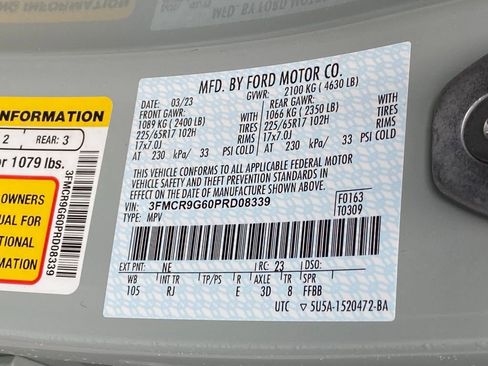 MFD. BY FORD MOTOR CO.
DATE: 03/23 GVWR: 2100 KG ( 4630 LB)
FRONT GAWR: REAR GAWR:
1089 KG ( 2400 LB) WITH 1066 KG ( 2350 LB) WITH
225/65R17 102H TIRES 225/65R17 102H TIRES
17x7.0J RIMS 17x7.0J RIMS
AT 230 kPa/ 33 PSI COLD AT 230 kPa/ 33 PSI COLD
THIS VEHICLE CONFORMS TO ALL APPLICABLE FEDERAL MOTOR
VEHICLE SAFETY AND THEFT PREVENTION STANDARDS IN EFFECT
ON THE DATE OF MANUFACTURE SHOWN ABOVE.
VIN: 3FMCR9G60PRD08339 F0163
TYPE: MPV T0309
EXT PNT: NE RC: 23 DSO:
WB INT TR TP/PS R AXLE TR SPR
105 RJ E 3D 8 FFBB
UTC ▽5U5A-1520472-BA
INFORMATION
2 REAR: 3
or 1079 lbs.
OWNERS
FOR
TIONAL
MATION
3FMCR9G60PRD08339